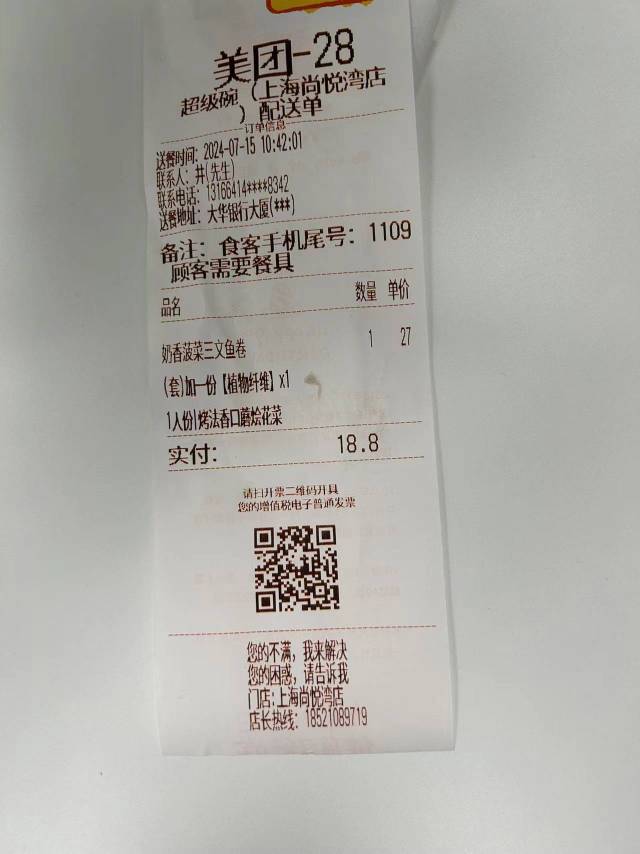 美团-28
超级碗（上海尚悦湾店
）配送单
订单信息
送餐时间：2024-07-15 10:42:01
联系人：井(先生)
联系电话：13166414****8342
送餐地址：大华银行大厦(***)
备注：食客手机尾号：1109
顾客需要餐具
品名 数量 单价
奶香菠菜三文鱼卷 1 27
(套)加一份【植物纤维】x1
1人份|烤法香口蘑烩花菜
实付： 18.8
请扫开票二维码开具
您的增值税电子普通发票
您的不满，我来解决
您的困惑，请告诉我
门店：上海尚悦湾店
店长热线：18521089719